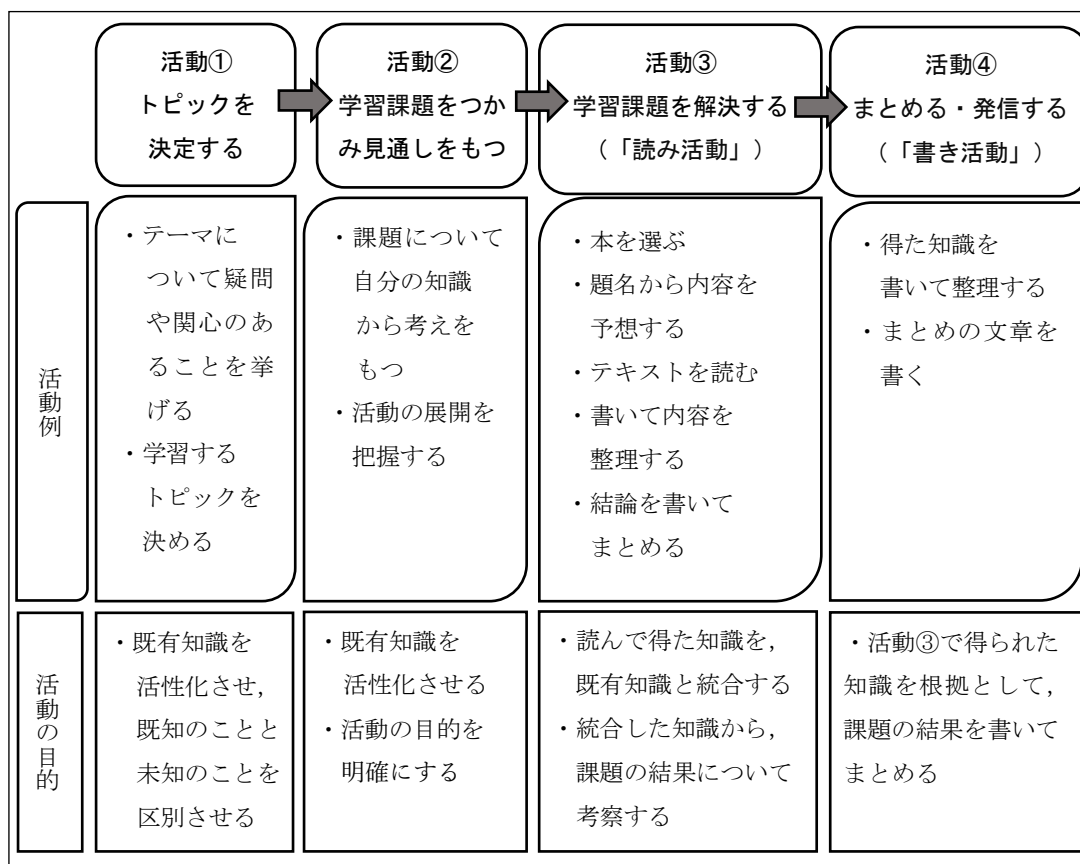 活動①
トピックを
決定する
活動②
学習課題をつか
み見通しをもつ
活動③
学習課題を解決する
（「読み活動」）
活動④
まとめる・発信する
（「書き活動」）
活動例
・テーマに
ついて疑問
や関心のあ
ることを挙
げる
・学習する
トピックを
決める
・課題について
自分の知識
から考えを
もつ
・活動の展開を
把握する
・本を選ぶ
・題名から内容を
予想する
・テキストを読む
・書いて内容を
整理する
・結論を書いて
まとめる
・得た知識を
書いて整理する
・まとめの文章を
書く
活動の目的
・既有知識を
活性化させ，
既知のことと
未知のことを
区別させる
・既有知識を
活性化させる
・活動の目的を
明確にする
・読んで得た知識を，
既有知識と統合する
・統合した知識から，
課題の結果について
考察する
・活動③で得られた
知識を根拠として，
課題の結果を書いて
まとめる